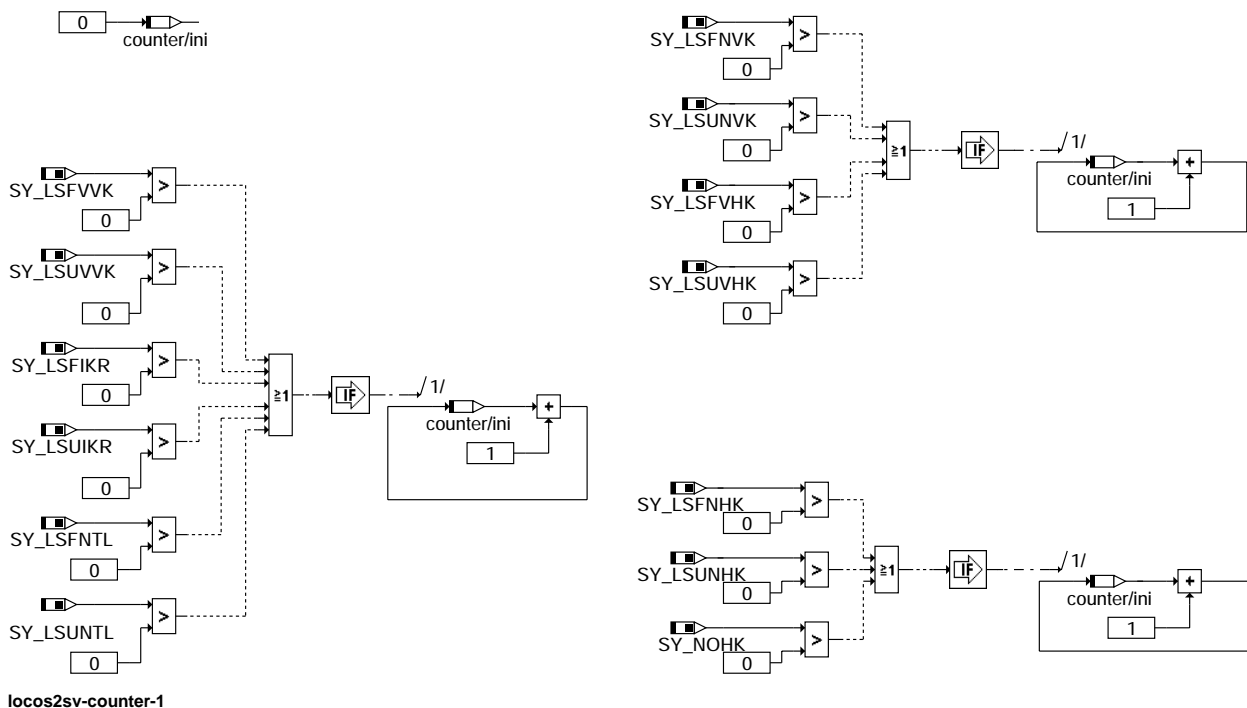 0
counter/ini
SY_LSFVVK
>
0
SY_LSUVVK
>
0
SY_LSFIKR
>
0
SY_LSUIKR
>
0
SY_LSFNTL
>
0
SY_LSUNTL
>
0
≧1
IF
/1/
counter/ini
+
1
SY_LSFNVK
>
0
SY_LSUNVK
>
0
SY_LSFVHK
>
0
SY_LSUVHK
>
0
≧1
IF
/1/
counter/ini
+
1
SY_LSFNHK
>
0
SY_LSUNHK
>
0
SY_NOHK
>
0
≧1
IF
/1/
counter/ini
+
1
locos2sv-counter-1